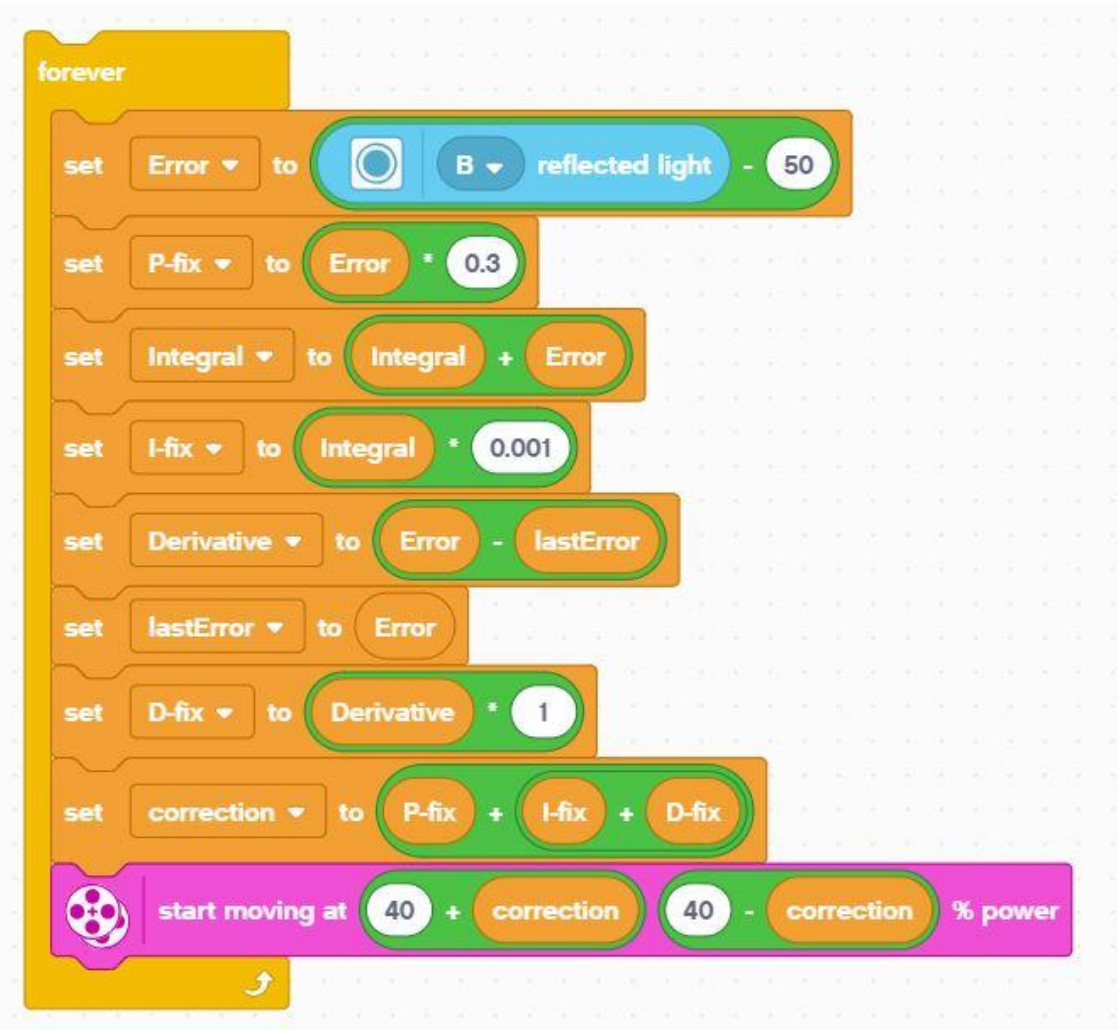 forever
set Error to B reflected light - 50
set P-fix to Error * 0.3
set Integral to Integral + Error
set I-fix to Integral * 0.001
set Derivative to Error - lastError
set lastError to Error
set D-fix to Derivative * 1
set correction to P-fix + I-fix + D-fix
start moving at 40 + correction 40 - correction % power